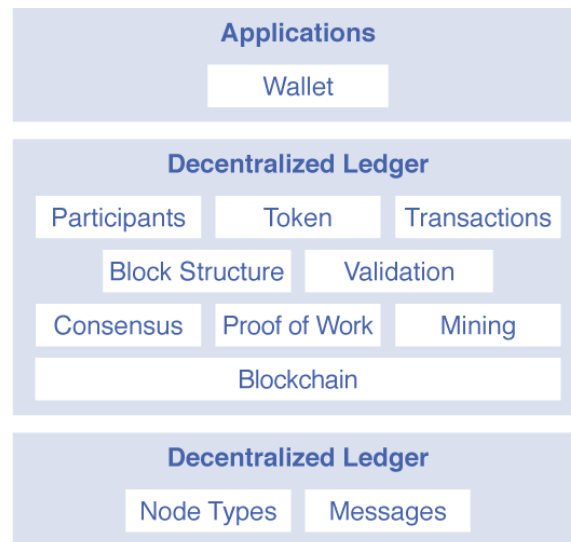 Applications
Wallet
Decentralized Ledger
Participants Token Transactions
Block Structure Validation
Consensus Proof of Work Mining
Blockchain
Decentralized Ledger
Node Types Messages